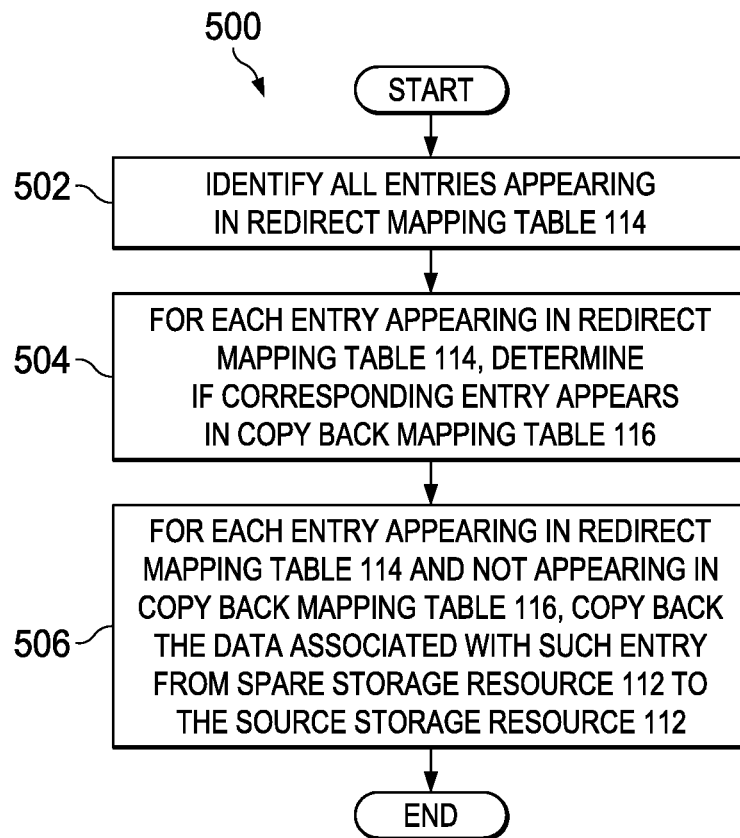 500
START
502
IDENTIFY ALL ENTRIES APPEARING
IN REDIRECT MAPPING TABLE 114
504
FOR EACH ENTRY APPEARING IN REDIRECT
MAPPING TABLE 114, DETERMINE
IF CORRESPONDING ENTRY APPEARS
IN COPY BACK MAPPING TABLE 116
506
FOR EACH ENTRY APPEARING IN REDIRECT
MAPPING TABLE 114 AND NOT APPEARING IN
COPY BACK MAPPING TABLE 116, COPY BACK
THE DATA ASSOCIATED WITH SUCH ENTRY
FROM SPARE STORAGE RESOURCE 112 TO
THE SOURCE STORAGE RESOURCE 112
END